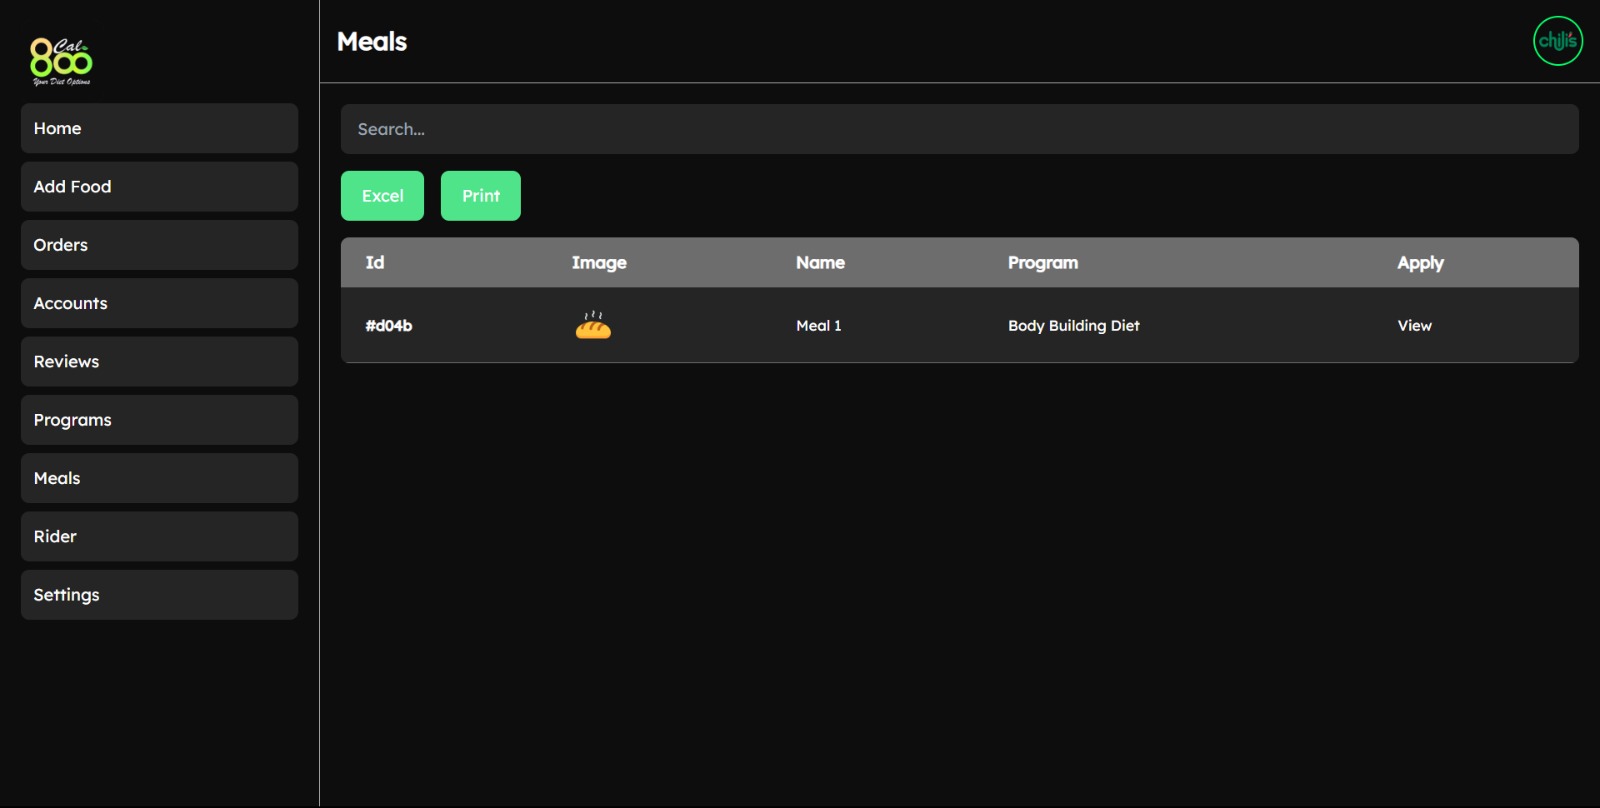 800 Cal
Your Diet Options
Home
Add Food
Orders
Accounts
Reviews
Programs
Meals
Rider
Settings
Meals
chili's
Search...
Excel Print
Id Image Name Program Apply
#d04b Meal 1 Body Building Diet View